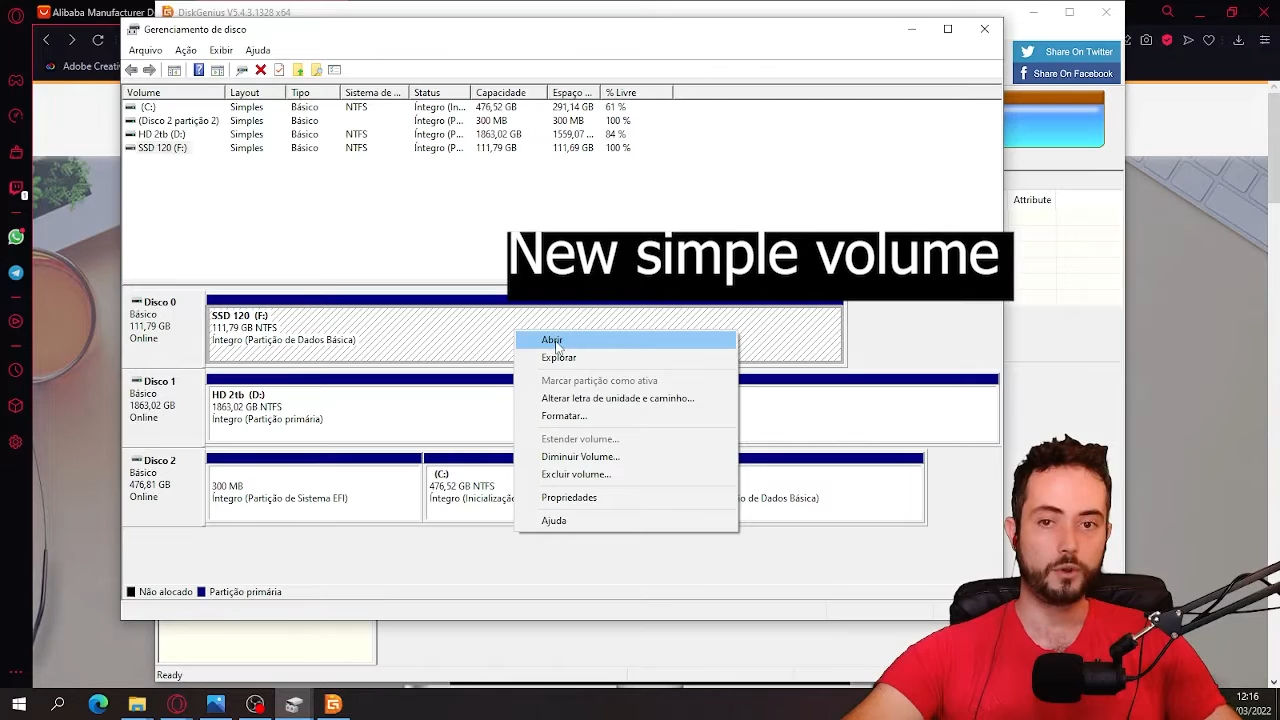 Alibaba Manufacturer D
DiskGenius V5.4.3.1328 x64
Gerenciamento de disco
Arquivo Ação Exibir Ajuda
Adobe Creati
Share On Twitter
Share On Facebook
Volume Layout Tipo Sistema de ... Status Capacidade Espaço ... % Livre
(C:) Simples Básico NTFS Íntegro (In... 476,52 GB 291,14 GB 61 %
(Disco 2 partição 2) Simples Básico Íntegro (P... 300 MB 300 MB 100 %
HD 2tb (D:) Simples Básico NTFS Íntegro (P... 1863,02 GB 1559,07 ... 84 %
SSD 120 (F:) Simples Básico NTFS Íntegro (P... 111,79 GB 111,69 GB 100 %
Attribute
New simple volume
Disco 0
Básico
111,79 GB
Online
SSD 120 (F:)
111,79 GB NTFS
Íntegro (Partição de Dados Básica)
Abrir
Explorar
Marcar partição como ativa
Alterar letra de unidade e caminho...
Formatar...
Estender volume...
Diminuir Volume...
Excluir volume...
Propriedades
Ajuda
Disco 1
Básico
1863,02 GB
Online
HD 2tb (D:)
1863,02 GB NTFS
Íntegro (Partição primária)
Disco 2
Básico
476,81 GB
Online
300 MB
Íntegro (Partição de Sistema EFI)
(C:)
476,52 GB NTFS
Íntegro (Inicializaçã
o de Dados Básica)
Não alocado Partição primária
Ready
1
12:16
/03/2022